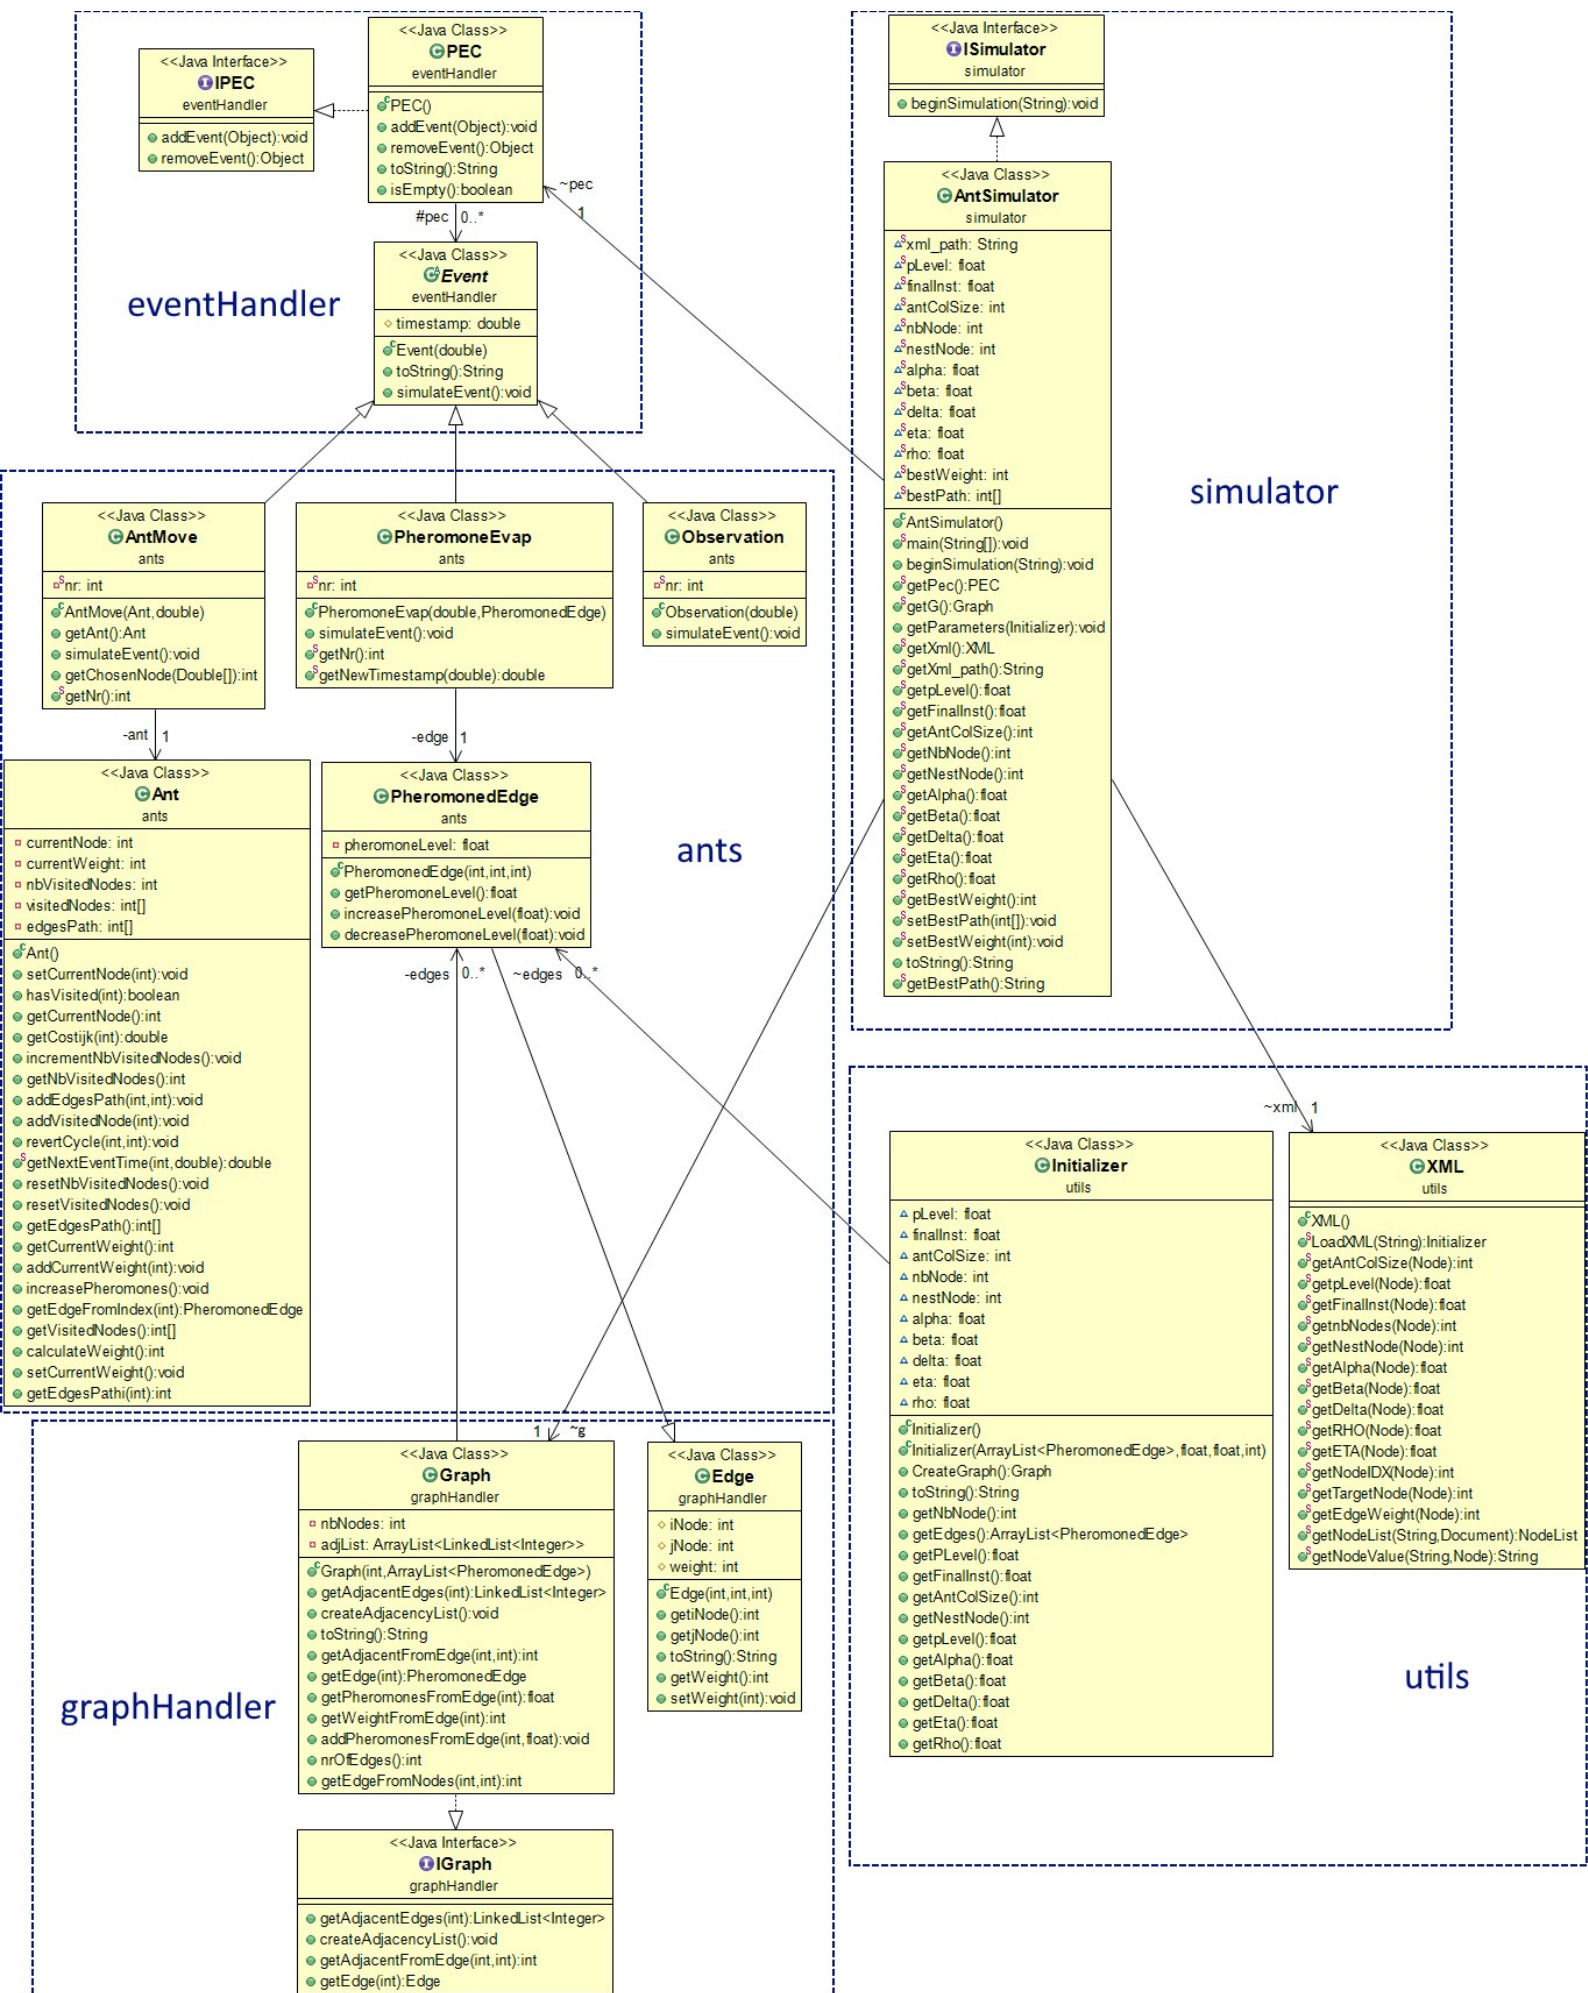 <<Java Interface>>
IPEC
eventHandler
addEvent(Object):void
removeEvent():Object
<<Java Class>>
PEC
eventHandler
PEC()
addEvent(Object):void
removeEvent():Object
toString():String
isEmpty():boolean
#pec 0..*
~pec
1
<<Java Class>>
Event
eventHandler
timestamp: double
Event(double)
toString():String
simulateEvent():void
eventHandler
<<Java Interface>>
ISimulator
simulator
beginSimulation(String):void
<<Java Class>>
AntSimulator
simulator
xml_path: String
pLevel: float
finalInst: float
antColSize: int
nbNode: int
nestNode: int
alpha: float
beta: float
delta: float
eta: float
rho: float
bestWeight: int
bestPath: int[]
AntSimulator()
main(String[]):void
beginSimulation(String):void
getPec():PEC
getG():Graph
getParameters(Initializer):void
getXml():XML
getXml_path():String
getpLevel():float
getFinalInst():float
getAntColSize():int
getNbNode():int
getNestNode():int
getAlpha():float
getBeta():float
getDelta():float
getEta():float
getRho():float
getBestWeight():int
setBestPath(int[]):void
setBestWeight(int):void
toString():String
getBestPath():String
simulator
<<Java Class>>
AntMove
ants
nr: int
AntMove(Ant,double)
getAnt():Ant
simulateEvent():void
getChosenNode(Double[]):int
getNr():int
-ant 1
<<Java Class>>
PheromoneEvap
ants
nr: int
PheromoneEvap(double,PheromonedEdge)
simulateEvent():void
getNr():int
getNewTimestamp(double):double
-edge 1
<<Java Class>>
Observation
ants
nr: int
Observation(double)
simulateEvent():void
<<Java Class>>
Ant
ants
currentNode: int
currentWeight: int
nbVisitedNodes: int
visitedNodes: int[]
edgesPath: int[]
Ant()
setCurrentNode(int):void
hasVisited(int):boolean
getCurrentNode():int
getCostijk(int):double
incrementNbVisitedNodes():void
getNbVisitedNodes():int
addEdgesPath(int,int):void
addVisitedNode(int):void
revertCycle(int,int):void
getNextEventTime(int,double):double
resetNbVisitedNodes():void
resetVisitedNodes():void
getEdgesPath():int[]
getCurrentWeight():int
addCurrentWeight(int):void
increasePheromones():void
getEdgeFromIndex(int):PheromonedEdge
getVisitedNodes():int[]
calculateWeight():int
setCurrentWeight():void
getEdgesPathi(int):int
<<Java Class>>
PheromonedEdge
ants
pheromoneLevel: float
PheromonedEdge(int,int,int)
getPheromoneLevel():float
increasePheromoneLevel(float):void
decreasePheromoneLevel(float):void
-edges 0..*
~edges 0..*
ants
~xml 1
<<Java Class>>
Initializer
utils
pLevel: float
finalInst: float
antColSize: int
nbNode: int
nestNode: int
alpha: float
beta: float
delta: float
eta: float
rho: float
Initializer()
Initializer(ArrayList<PheromonedEdge>,float,float,int)
CreateGraph():Graph
toString():String
getNbNode():int
getEdges():ArrayList<PheromonedEdge>
getPLevel():float
getFinalInst():float
getAntColSize():int
getNestNode():int
getpLevel():float
getAlpha():float
getBeta():float
getDelta():float
getEta():float
getRho():float
<<Java Class>>
XML
utils
XML()
LoadXML(String):Initializer
getAntColSize(Node):int
getpLevel(Node):float
getFinalInst(Node):float
getnbNodes(Node):int
getNestNode(Node):int
getAlpha(Node):float
getBeta(Node):float
getDelta(Node):float
getRHO(Node):float
getETA(Node):float
getNodeIDX(Node):int
getTargetNode(Node):int
getEdgeWeight(Node):int
getNodeList(String,Document):NodeList
getNodeValue(String,Node):String
utils
1 ~g
<<Java Class>>
Graph
graphHandler
nbNodes: int
adjList: ArrayList<LinkedList<Integer>>
Graph(int,ArrayList<PheromonedEdge>)
getAdjacentEdges(int):LinkedList<Integer>
createAdjacencyList():void
toString():String
getAdjacentFromEdge(int,int):int
getEdge(int):PheromonedEdge
getPheromonesFromEdge(int):float
getWeightFromEdge(int):int
addPheromonesFromEdge(int,float):void
nrOfEdges():int
getEdgeFromNodes(int,int):int
<<Java Class>>
Edge
graphHandler
iNode: int
jNode: int
weight: int
Edge(int,int,int)
getiNode():int
getjNode():int
toString():String
getWeight():int
setWeight(int):void
graphHandler
<<Java Interface>>
IGraph
graphHandler
getAdjacentEdges(int):LinkedList<Integer>
createAdjacencyList():void
getAdjacentFromEdge(int,int):int
getEdge(int):Edge